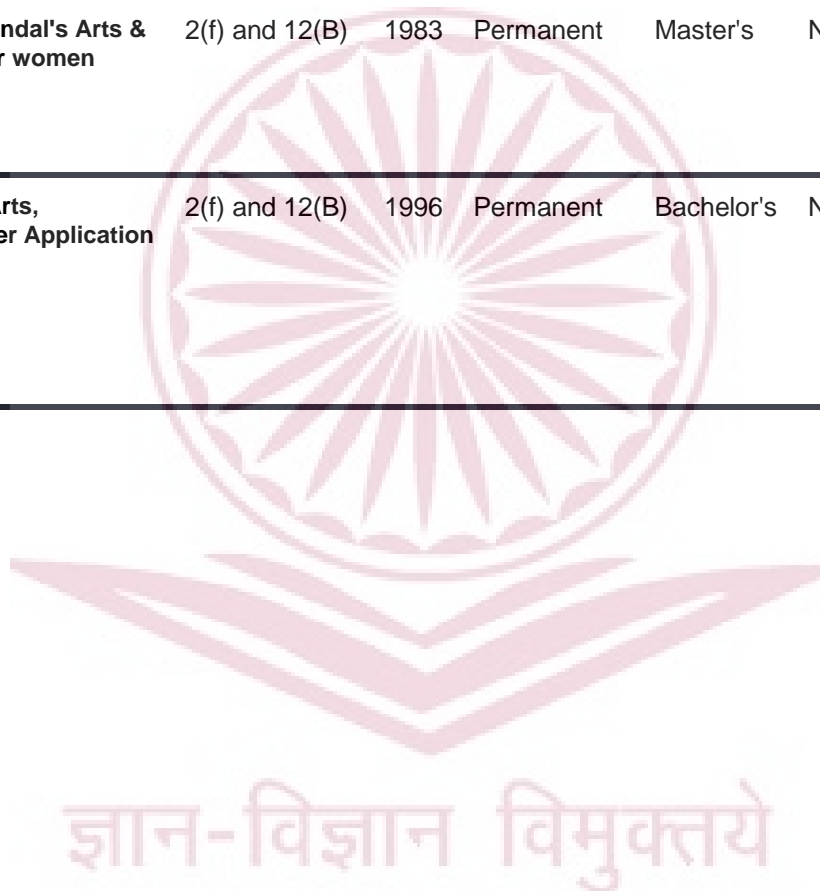 ndal's Arts & 2(f) and 12(B) 1983 Permanent Master's N
r women
rts, 2(f) and 12(B) 1996 Permanent Bachelor's N
er Application
ज्ञान-विज्ञान विमुक्तये